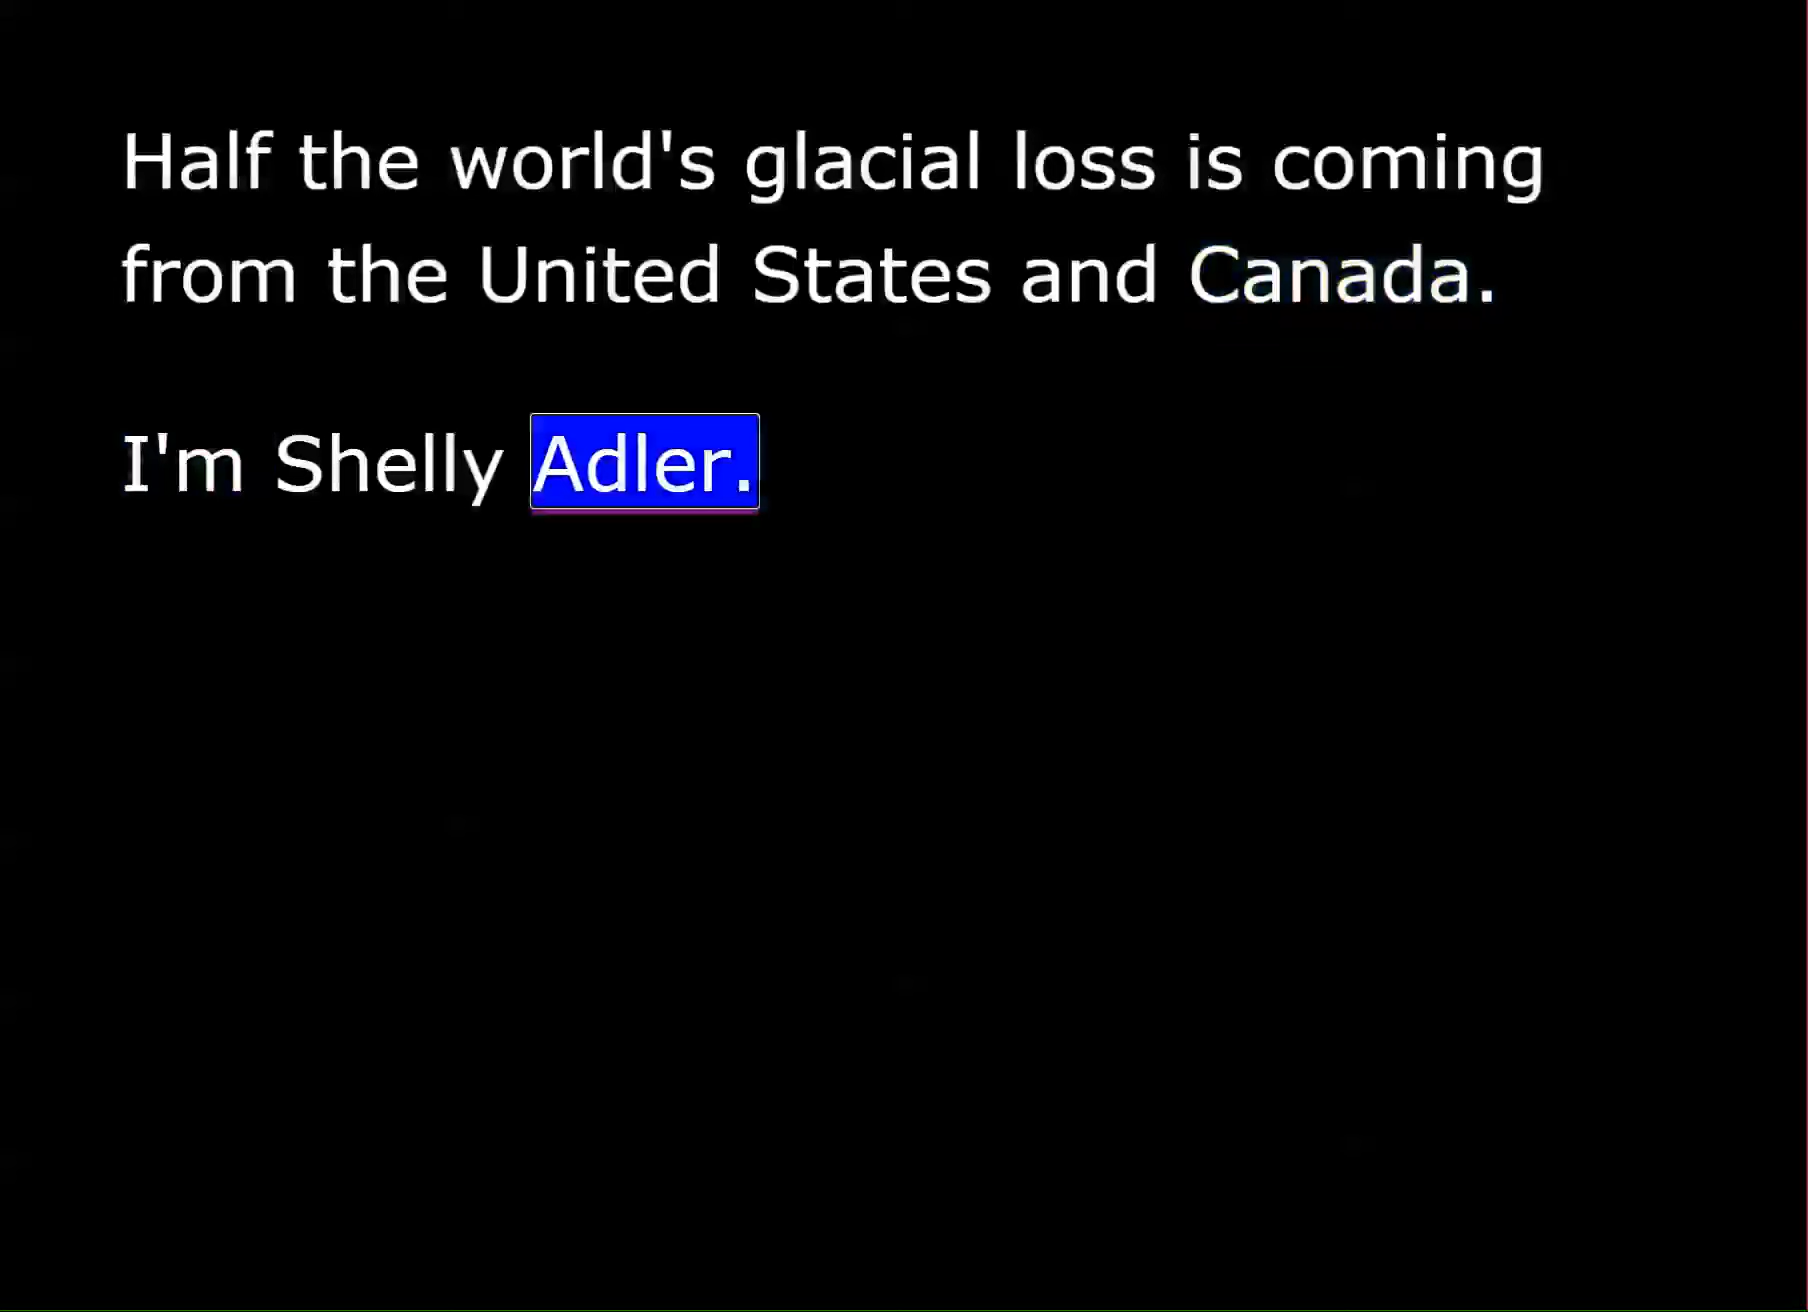 Half the world's glacial loss is coming
from the United States and Canada.
I'm Shelly Adler.